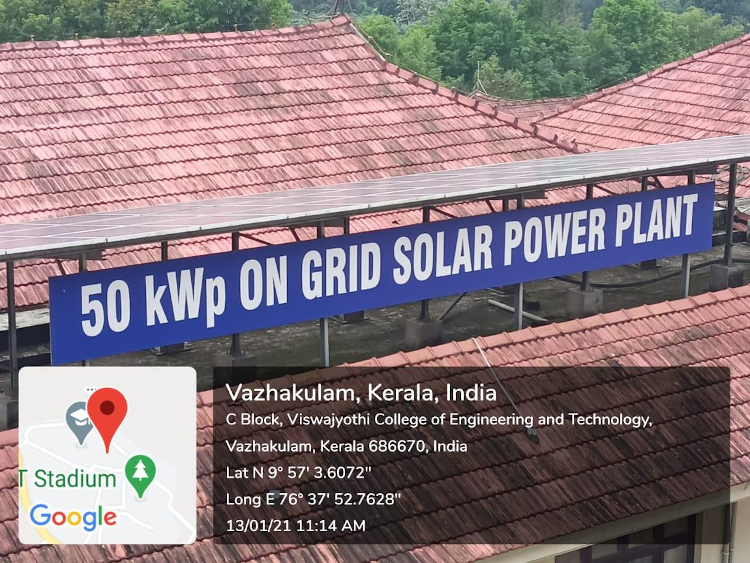 50 kWp ON GRID SOLAR POWER PLANT
T Stadium
Google
Vazhakulam, Kerala, India
C Block, Viswajyothi College of Engineering and Technology,
Vazhakulam, Kerala 686670, India
Lat N 9° 57' 3.6072"
Long E 76° 37' 52.7628"
13/01/21 11:14 AM